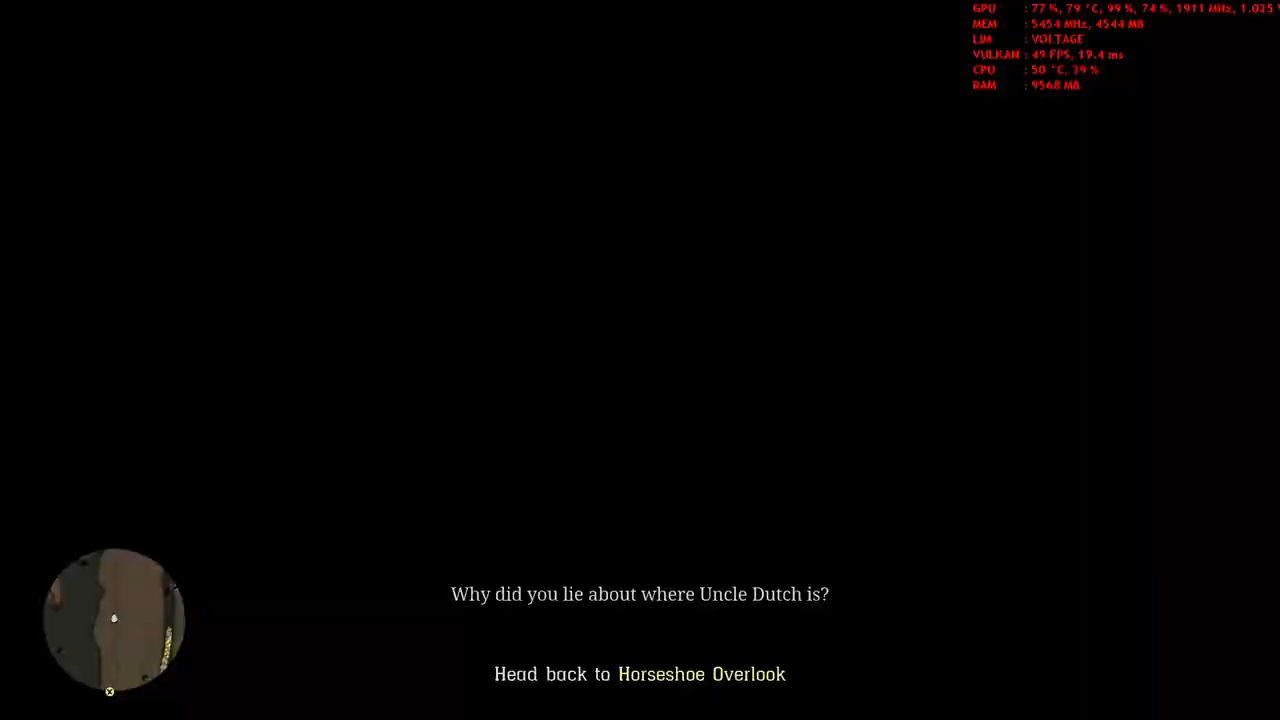 GPU : 77 %, 79 °C, 99 %, 74 %, 1911 MHz, 1.025
MEM : 5454 MHz, 4544 MB
LIM : VOLTAGE
VULKAN : 49 FPS, 19.4 ms
CPU : 50 °C, 39 %
RAM : 9568 MB
Why did you lie about where Uncle Dutch is?
Head back to Horseshoe Overlook
X